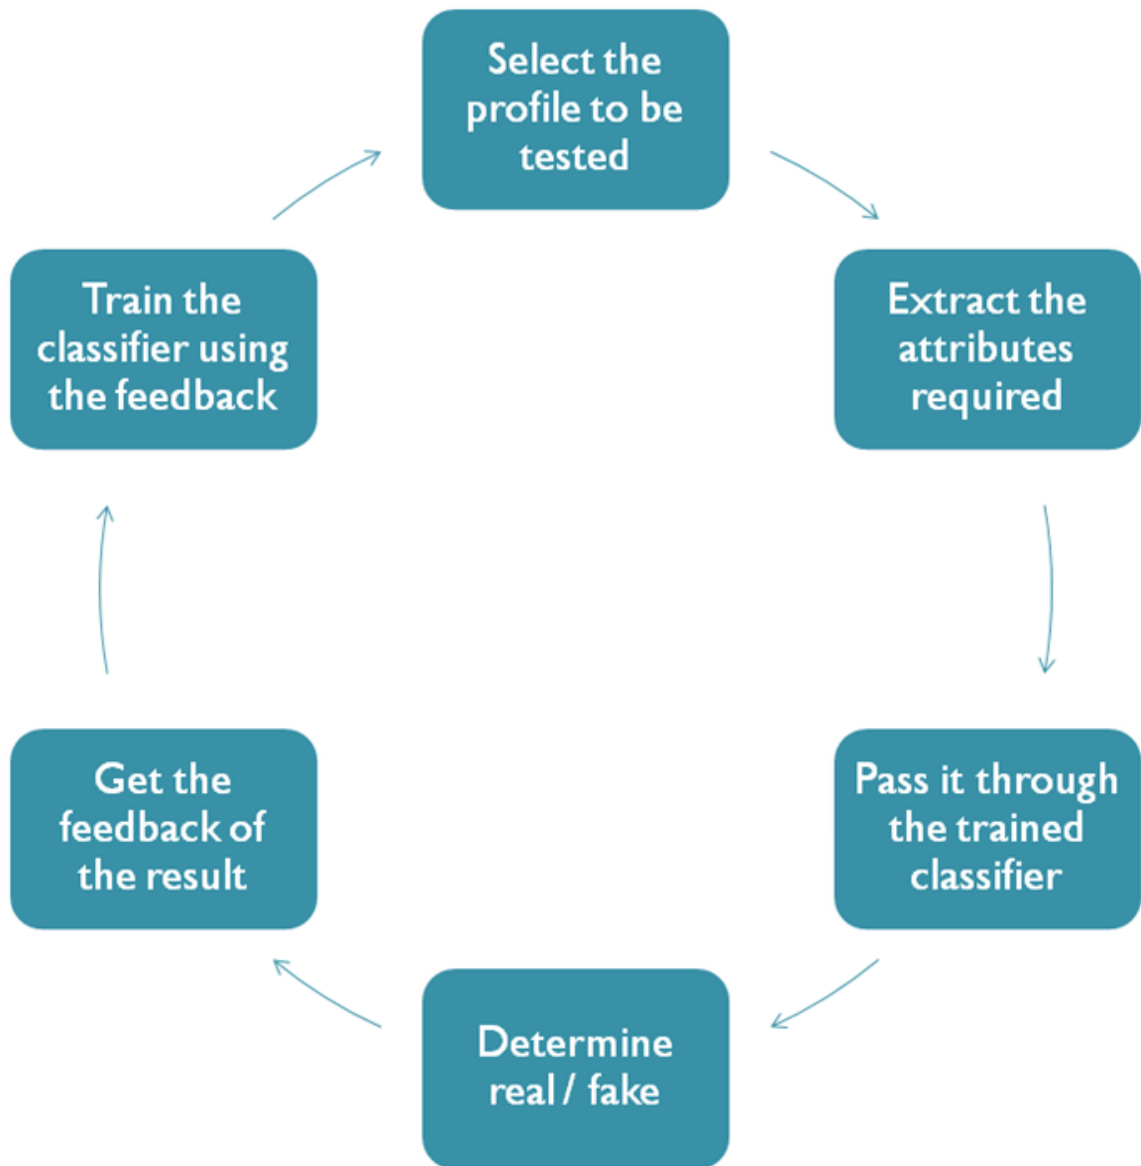 Select the
profile to be
tested
Extract the
attributes
required
Pass it through
the trained
classifier
Determine
real / fake
Get the
feedback of
the result
Train the
classifier using
the feedback